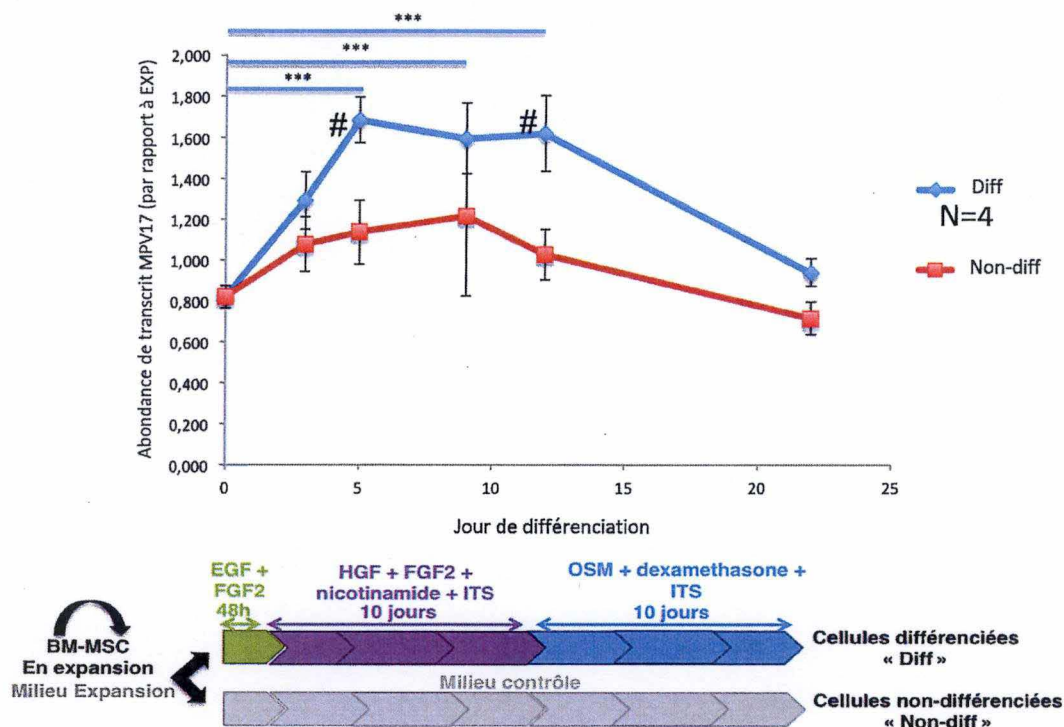 ***
***
***
2,000
1,800
1,600
1,400
1,200
1,000
0,800
0,600
0,400
0,200
0,000
Abondance de transcrit MPV17 (par rapport à EXP)
#
#
0
5
10
15
20
25
Jour de différenciation
Diff
N=4
Non-diff
EGF +
FGF2
48h
HGF + FGF2 +
nicotinamide + ITS
10 jours
OSM + dexamethasone +
ITS
10 jours
BM-MSC
En expansion
Milieu Expansion
Cellules différenciées
« Diff »
Milieu contrôle
Cellules non-différenciées
« Non-diff »